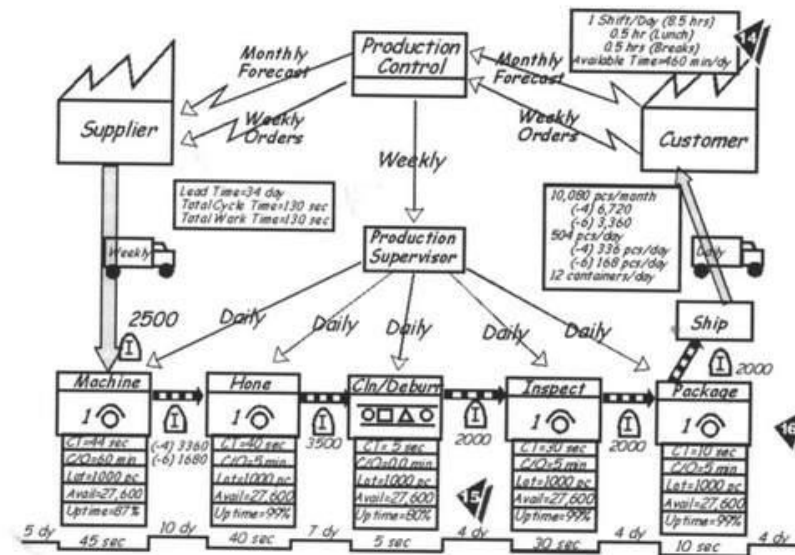 1 Shift/Day (8.5 hrs)
0.5 hr (Lunch)
0.5 hrs (Breaks)
Available Time=460 min/dy
14
Monthly
Forecast
Production
Control
Monthly
Forecast
Supplier
Weekly
Orders
Weekly
Orders
Customer
Weekly
Lead Time=34 day
Total Cycle Time=130 sec
Total Work Time=130 sec
10,080 pcs/month
(-4) 6,720
(-6) 3,360
504 pcs/day
(-4) 336 pcs/day
(-6) 168 pcs/day
12 containers/day
Weekly
Daily
Production
Supervisor
Ship
2500
I
Daily
Daily
Daily
Daily
Daily
I
2000
Machine
1
CT=44 sec
C/O=60 min
Lot=1000 pc
Avail=27,600
Uptime=87%
I
(-4) 3360
(-6) 1680
Hone
1
CT=40 sec
C/O=5 min
Lot=1000 pc
Avail=27,600
Uptime=99%
I
3500
Cln/Deburr
CT= 5 sec
C/O=0.0 min
Lot=1000 pc
Avail=27,600
Uptime=80%
I
2000
Inspect
1
CT=30 sec
C/O=5 min
Lot=1000 pc
Avail=27,600
Uptime=99%
I
2000
Package
1
CT=10 sec
C/O=5 min
Lot=1000 pc
Avail=27,600
Uptime=99%
16
15
5 dy
45 sec
10 dy
40 sec
7 dy
5 sec
4 dy
30 sec
4 dy
10 sec
4 dy